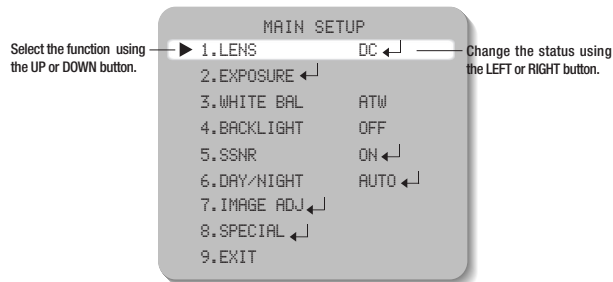 MAIN SETUP
Select the function using
the UP or DOWN button.
▶ 1.LENS DC ↵
Change the status using
the LEFT or RIGHT button.
2.EXPOSURE ↵
3.WHITE BAL ATW
4.BACKLIGHT OFF
5.SSNR ON ↵
6.DAY/NIGHT AUTO ↵
7.IMAGE ADJ ↵
8.SPECIAL ↵
9.EXIT